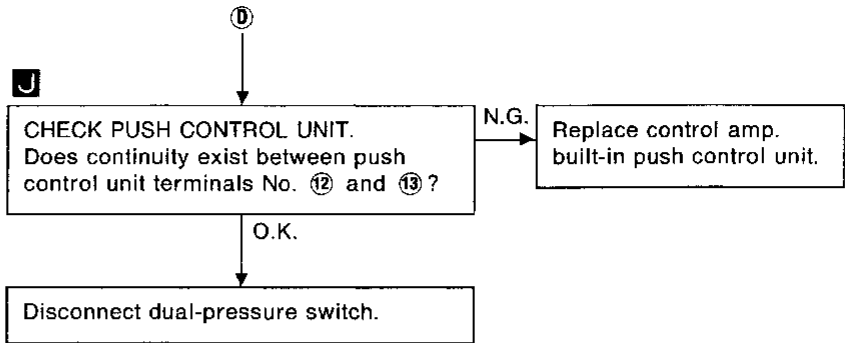 Ⓓ
J
CHECK PUSH CONTROL UNIT.
Does continuity exist between push
control unit terminals No. ⑫ and ⑬ ?
N.G.
Replace control amp.
built-in push control unit.
O.K.
Disconnect dual-pressure switch.